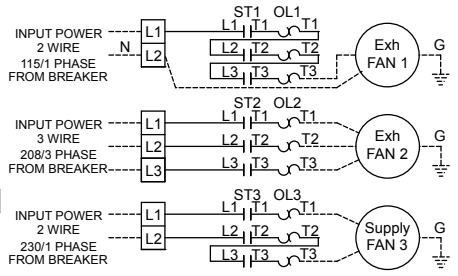 ST1 OL1
INPUT POWER L1 L1 T1 T1
2 WIRE N L2 L2 T2 T2 Exh G
115/1 PHASE FAN 1
FROM BREAKER L3 T3 T3
ST2 OL2
INPUT POWER L1 L1 T1 T1
3 WIRE L2 L2 T2 T2 Exh G
208/3 PHASE FAN 2
FROM BREAKER L3 L3 T3 T3
ST3 OL3
INPUT POWER L1 L1 T1 T1
2 WIRE L2 L2 T2 T2 Supply G
230/1 PHASE FAN 3
FROM BREAKER L3 T3 T3